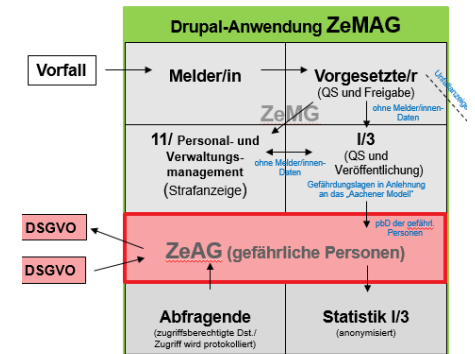 Drupal-Anwendung ZeMAG
Vorfall
Melder/in
Vorgesetzte/r
(QS und Freigabe)
Unfallanzeige
ZeMG
ohne Melder/innen-
Daten
11/ Personal- und
Verwaltungs-
management
(Strafanzeige)
ohne Melder/innen-
Daten
I/3
(QS und
Veröffentlichung)
Gefährdungslagen in Anlehnung
an das „Aachener Modell“
DSGVO
DSGVO
pbD der gefährl.
Personen
ZeAG (gefährliche Personen)
Abfragende
(zugriffsberechtigte Dst./
Zugriff wird protokolliert)
Statistik I/3
(anonymisiert)